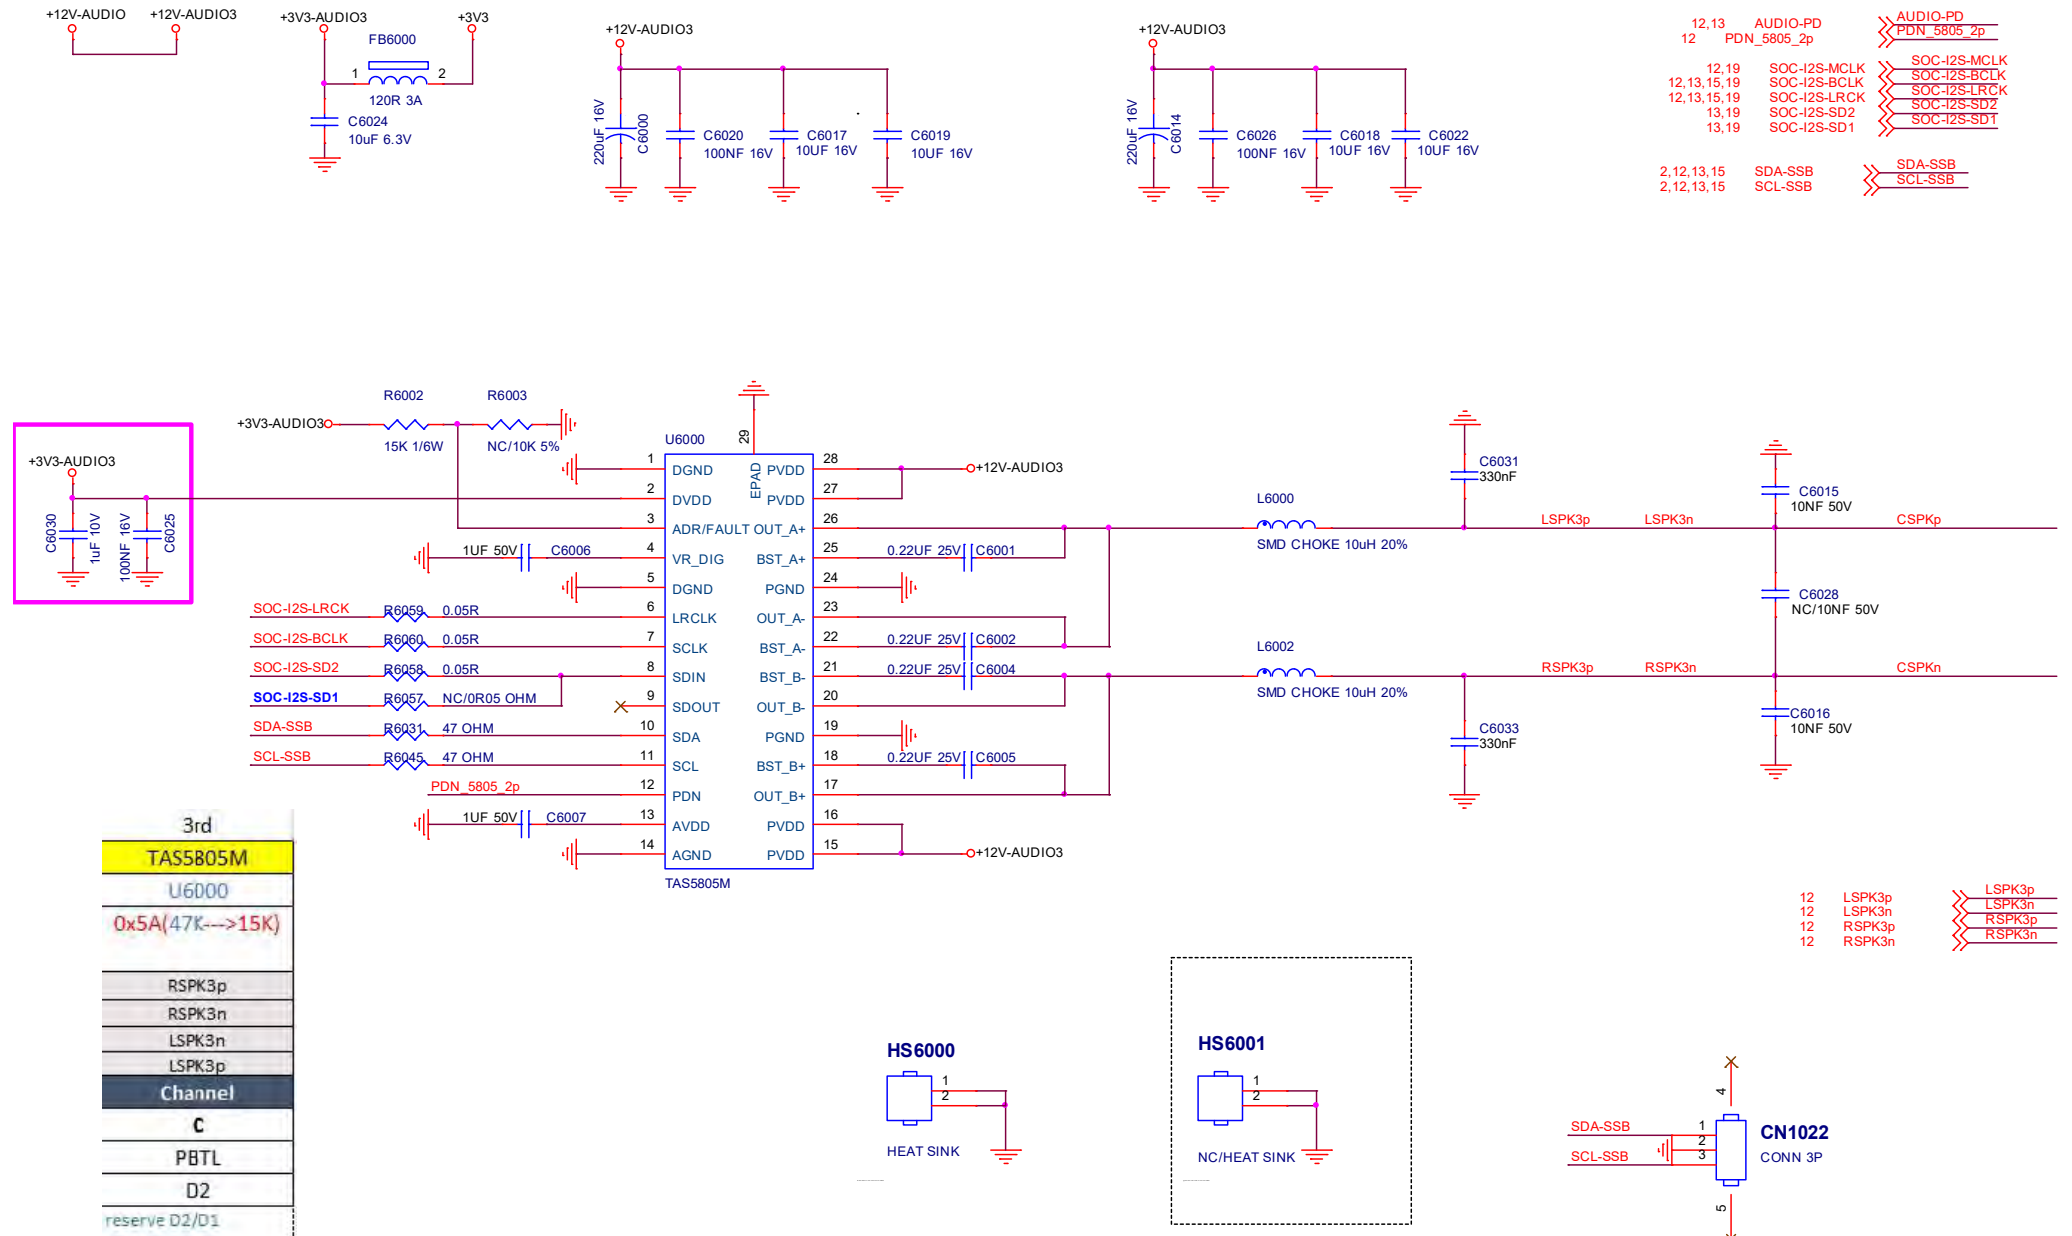 +12V-AUDIO
+12V-AUDIO3
+3V3-AUDIO3
+3V3
FB6000
1
2
120R 3A
C6024
10uF 6.3V
+12V-AUDIO3
220uF 16V
C6000
C6020
100NF 16V
C6017
10UF 16V
C6019
10UF 16V
+12V-AUDIO3
220uF 16V
C6014
C6026
100NF 16V
C6018
10UF 16V
C6022
10UF 16V
12,13 AUDIO-PD AUDIO-PD
12 PDN_5805_2p PDN_5805_2p
12,19 SOC-I2S-MCLK SOC-I2S-MCLK
12,13,15,19 SOC-I2S-BCLK SOC-I2S-BCLK
12,13,15,19 SOC-I2S-LRCK SOC-I2S-LRCK
13,19 SOC-I2S-SD2 SOC-I2S-SD2
13,19 SOC-I2S-SD1 SOC-I2S-SD1
2,12,13,15 SDA-SSB SDA-SSB
2,12,13,15 SCL-SSB SCL-SSB
+3V3-AUDIO3
R6002
15K 1/6W
R6003
NC/10K 5%
+3V3-AUDIO3
C6030
1uF 10V
100NF 16V
C6025
U6000
29
EPAD
1 DGND PVDD 28
+12V-AUDIO3
2 DVDD PVDD 27
3 ADR/FAULT OUT_A+ 26
1UF 50V C6006 4 VR_DIG BST_A+ 25 0.22UF 25V C6001
5 DGND PGND 24
SOC-I2S-LRCK R6059 0.05R 6 LRCLK OUT_A- 23
SOC-I2S-BCLK R6060 0.05R 7 SCLK BST_A- 22 0.22UF 25V C6002
SOC-I2S-SD2 R6058 0.05R 8 SDIN BST_B- 21 0.22UF 25V C6004
SOC-I2S-SD1 R6057 NC/0R05 OHM 9 SDOUT OUT_B- 20
SDA-SSB R6031 47 OHM 10 SDA PGND 19
SCL-SSB R6045 47 OHM 11 SCL BST_B+ 18 0.22UF 25V C6005
PDN_5805_2p 12 PDN OUT_B+ 17
1UF 50V C6007 13 AVDD PVDD 16
14 AGND PVDD 15
+12V-AUDIO3
TAS5805M
L6000
SMD CHOKE 10uH 20%
C6031
330nF
LSPK3p LSPK3n
C6015
10NF 50V
CSPKp
C6028
NC/10NF 50V
L6002
SMD CHOKE 10uH 20%
RSPK3p RSPK3n
CSPKn
C6033
330nF
C6016
10NF 50V
3rd
TAS5805M
U6000
0x5A(47K--->15K)
RSPK3p
RSPK3n
LSPK3n
LSPK3p
Channel
C
PBTL
D2
reserve D2/D1
12 LSPK3p LSPK3p
12 LSPK3n LSPK3n
12 RSPK3p RSPK3p
12 RSPK3n RSPK3n
HS6000
1
2
HEAT SINK
HS6001
1
2
NC/HEAT SINK
4
SDA-SSB 1
2
SCL-SSB 3
CN1022
CONN 3P
5